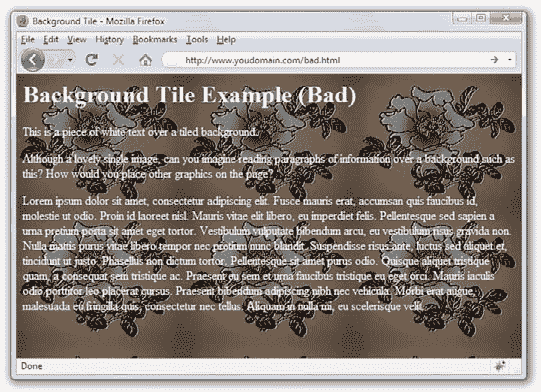 Background Tile - Mozilla Firefox
File Edit View History Bookmarks Tools Help
http://www.youdomain.com/bad.html
Background Tile Example (Bad)
This is a piece of white text over a tiled background.
Although a lovely single image, can you imagine reading paragraphs of information over a background such as
this? How would you place other graphics on the page?
Lorem ipsum dolor sit amet, consectetur adipiscing elit. Fusce mauris erat, accumsan quis faucibus id,
molestie ut odio. Proin id laoreet nisl. Mauris vitae elit libero, eu imperdiet felis. Pellentesque sed sapien a
urna pretium porta sit amet eget tortor. Vestibulum vulputate bibendum arcu, eu vestibulum risus gravida non.
Nulla mattis purus vitae libero tempor nec pretium nunc blandit. Suspendisse risus ante, luctus sed aliquet et,
tincidunt ut justo. Phasellus non dictum tortor. Pellentesque sit amet purus odio. Quisque aliquet tristique
quam, a consequat sem tristique ac. Praesent eu sem et urna faucibus tristique eu eget orci. Mauris iaculis
odio porttitor leo placerat cursus. Praesent bibendum adipiscing nibh nec vehicula. Morbi erat augue,
malesuada eu fringilla quis, consectetur nec tellus. Aliquam in nulla mi, eu scelerisque velit.
Done